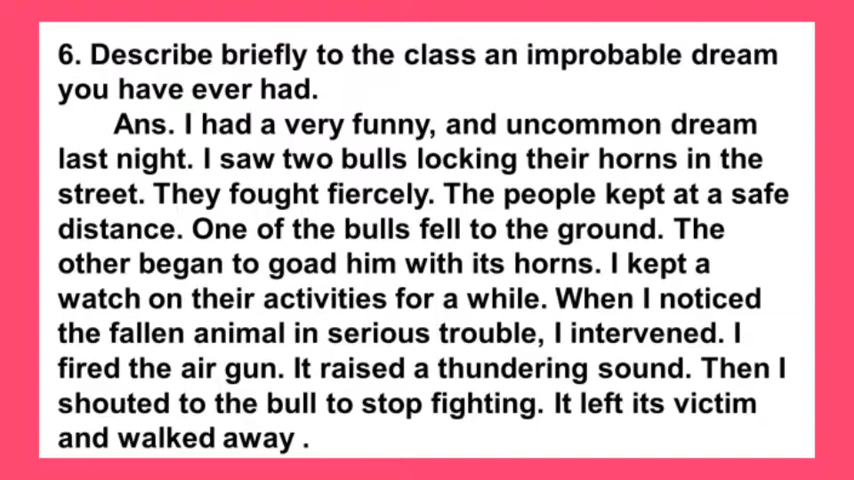 6. Describe briefly to the class an improbable dream
you have ever had.
Ans. I had a very funny, and uncommon dream
last night. I saw two bulls locking their horns in the
street. They fought fiercely. The people kept at a safe
distance. One of the bulls fell to the ground. The
other began to goad him with its horns. I kept a
watch on their activities for a while. When I noticed
the fallen animal in serious trouble, I intervened. I
fired the air gun. It raised a thundering sound. Then I
shouted to the bull to stop fighting. It left its victim
and walked away .